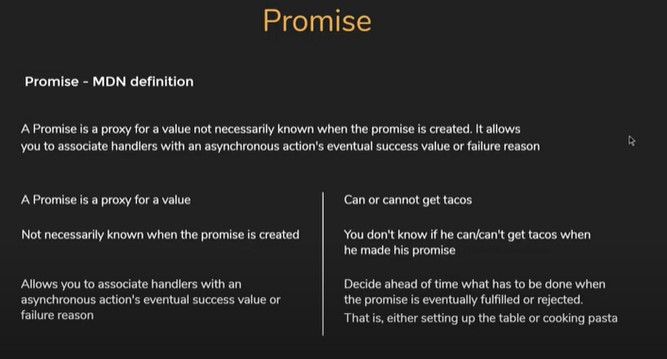 Promise
Promise - MDN definition
A Promise is a proxy for a value not necessarily known when the promise is created. It allows
you to associate handlers with an asynchronous action's eventual success value or failure reason
A Promise is a proxy for a value
Can or cannot get tacos
Not necessarily known when the promise is created
You don't know if he can/can't get tacos when
he made his promise
Allows you to associate handlers with an
asynchronous action's eventual success value or
failure reason
Decide ahead of time what has to be done when
the promise is eventually fulfilled or rejected.
That is, either setting up the table or cooking pasta